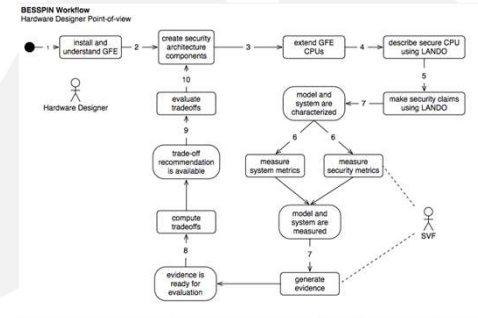 BESSPIN Workflow
Hardware Designer Point-of-view
1
install and
understand GFE
2
create security
architecture
components
3
extend GFE
CPUs
4
describe secure CPU
using LANDO
5
make security claims
using LANDO
7
model and
system are
characterized
6
6
measure
system metrics
measure
security metrics
model and
system are
measured
7
generate
evidence
SVF
evidence is
ready for
evaluation
8
compute
tradeoffs
trade-off
recommendation
is available
9
evaluate
tradeoffs
10
Hardware Designer